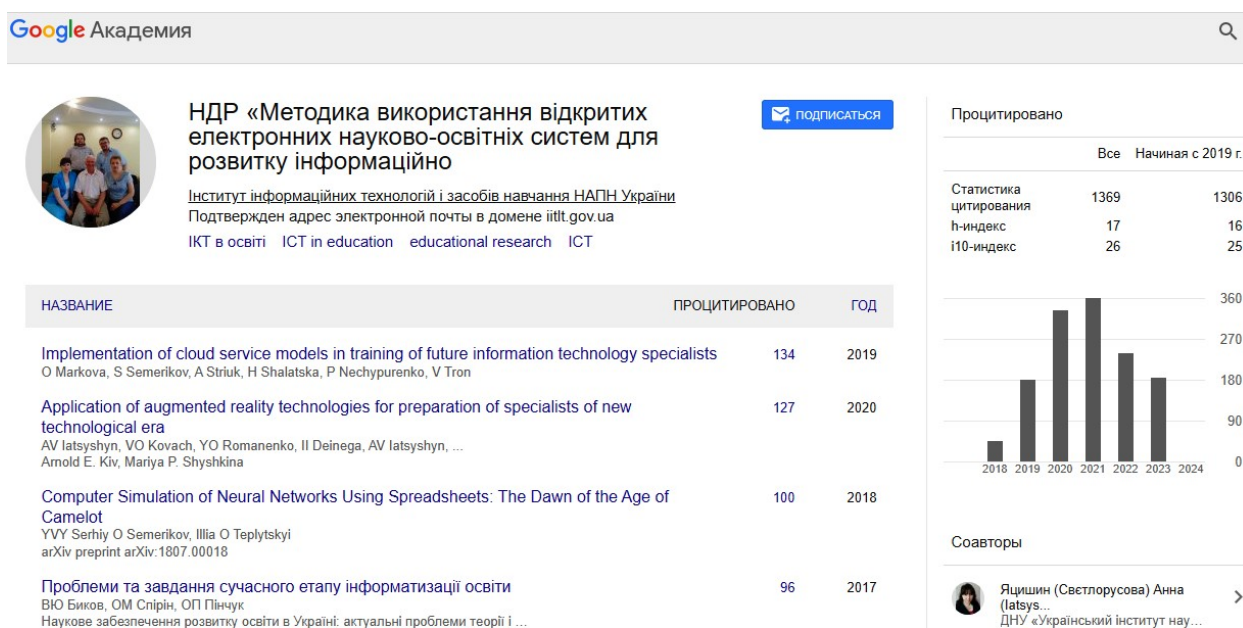 Google Академия
НДР «Методика використання відкритих
електронних науково-освітніх систем для
розвитку інформаційно
ПОДПИСАТЬСЯ
Інститут інформаційних технологій і засобів навчання НАПН України
Подтвержден адрес электронной почты в домене iitlt.gov.ua
ІКТ в освіті ICT in education educational research ICT
НАЗВАНИЕ ПРОЦИТИРОВАНО ГОД
Implementation of cloud service models in training of future information technology specialists 134 2019
O Markova, S Semerikov, A Striuk, H Shalatska, P Nechypurenko, V Tron
Application of augmented reality technologies for preparation of specialists of new 127 2020
technological era
AV Iatsyshyn, VO Kovach, YO Romanenko, II Deinega, AV Iatsyshyn, ...
Arnold E. Kiv, Mariya P. Shyshkina
Computer Simulation of Neural Networks Using Spreadsheets: The Dawn of the Age of 100 2018
Camelot
YVY Serhiy O Semerikov, Illia O Teplytskyi
arXiv preprint arXiv:1807.00018
Проблеми та завдання сучасного етапу інформатизації освіти 96 2017
ВЮ Биков, ОМ Спірін, ОП Пінчук
Наукове забезпечення розвитку освіти в Україні: актуальні проблеми теорії і ...
Процитировано
Все Начиная с 2019 г.
Статистика
цитирования 1369 1306
h-индекс 17 16
i10-индекс 26 25
360
270
180
90
0
2018 2019 2020 2021 2022 2023 2024
Соавторы
Яцишин (Свєтлорусова) Анна
(Iatsys...
ДНУ «Український інститут нау...